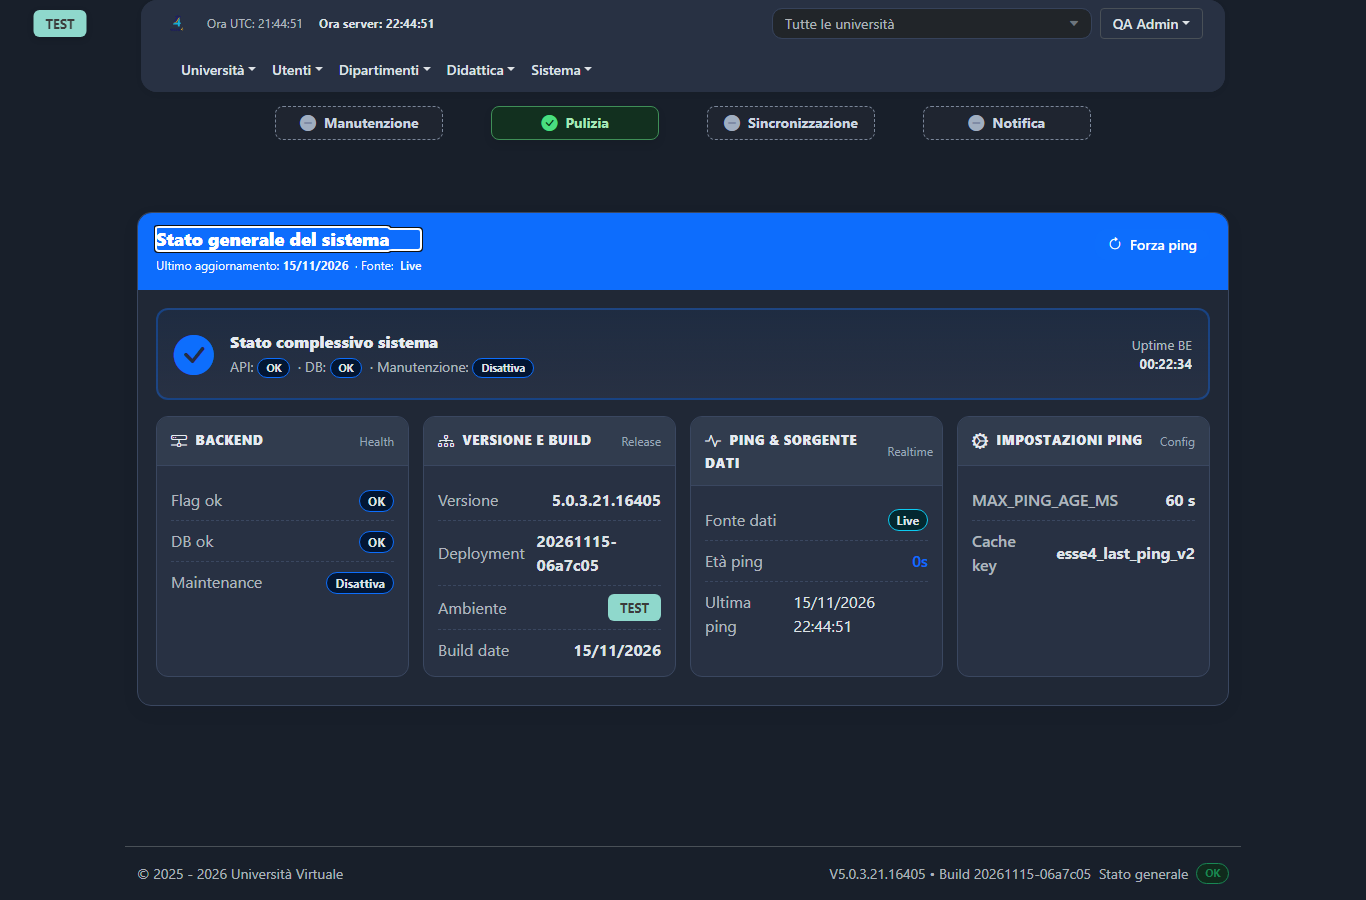 TEST
Ora UTC: 21:44:51 Ora server: 22:44:51
Tutte le università
QA Admin
Università Utenti Dipartimenti Didattica Sistema
Manutenzione Pulizia Sincronizzazione Notifica
Stato generale del sistema
Ultimo aggiornamento: 15/11/2026 · Fonte: Live
Forza ping
Stato complessivo sistema
API: OK · DB: OK · Manutenzione: Disattiva
Uptime BE
00:22:34
BACKEND Health
Flag ok OK
DB ok OK
Maintenance Disattiva
VERSIONE E BUILD Release
Versione 5.0.3.21.16405
Deployment 20261115-
06a7c05
Ambiente TEST
Build date 15/11/2026
PING & SORGENTE
DATI
Realtime
Fonte dati Live
Età ping 0s
Ultima
ping
15/11/2026
22:44:51
IMPOSTAZIONI PING Config
MAX_PING_AGE_MS 60 s
Cache
key
esse4_last_ping_v2
© 2025 - 2026 Università Virtuale
V5.0.3.21.16405 • Build 20261115-06a7c05 Stato generale OK